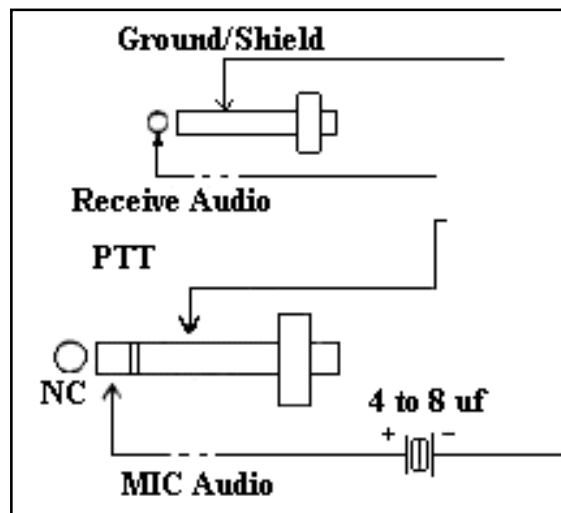 Ground/Shield
Receive Audio
PTT
NC
4 to 8 uf
+ −
MIC Audio